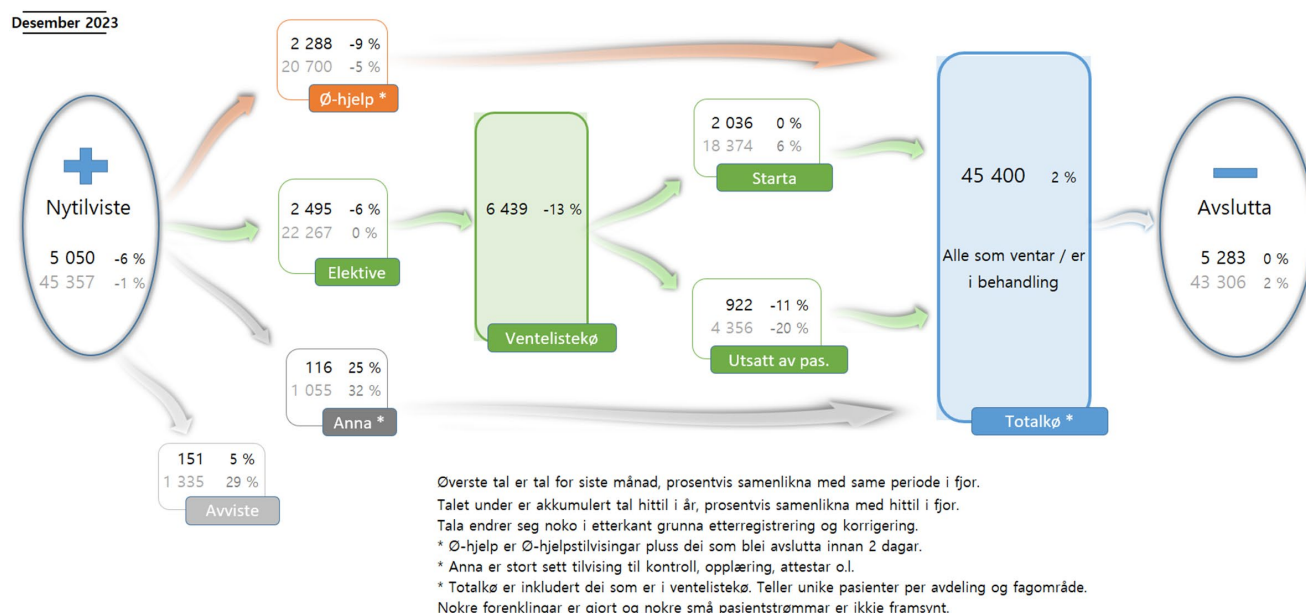 Desember 2023
2 288 -9 %
20 700 -5 %
Ø-hjelp *
Nytilviste
5 050 -6 %
45 357 -1 %
2 495 -6 %
22 267 0 %
Elektive
116 25 %
1 055 32 %
Anna *
151 5 %
1 335 29 %
Avviste
6 439 -13 %
Ventelistekø
2 036 0 %
18 374 6 %
Starta
922 -11 %
4 356 -20 %
Utsatt av pas.
45 400 2 %
Alle som ventar / er
i behandling
Totalkø *
Avslutta
5 283 0 %
43 306 2 %
Øverste tal er tal for siste månad, prosentvis samenlikna med same periode i fjor.
Talet under er akkumulert tal hittil i år, prosentvis samenlikna med hittil i fjor.
Tala endrer seg noko i etterkant grunna etterregistrering og korrigering.
* Ø-hjelp er Ø-hjelpstilvisingar pluss dei som blei avslutta innan 2 dagar.
* Anna er stort sett tilvising til kontroll, opplæring, attestar o.l.
* Totalkø er inkludert dei som er i ventelistekø. Teller unike pasienter per avdeling og fagområde.
Nokre forenklingar er gjort og nokre små pasientstrømmar er ikkje framsynt.